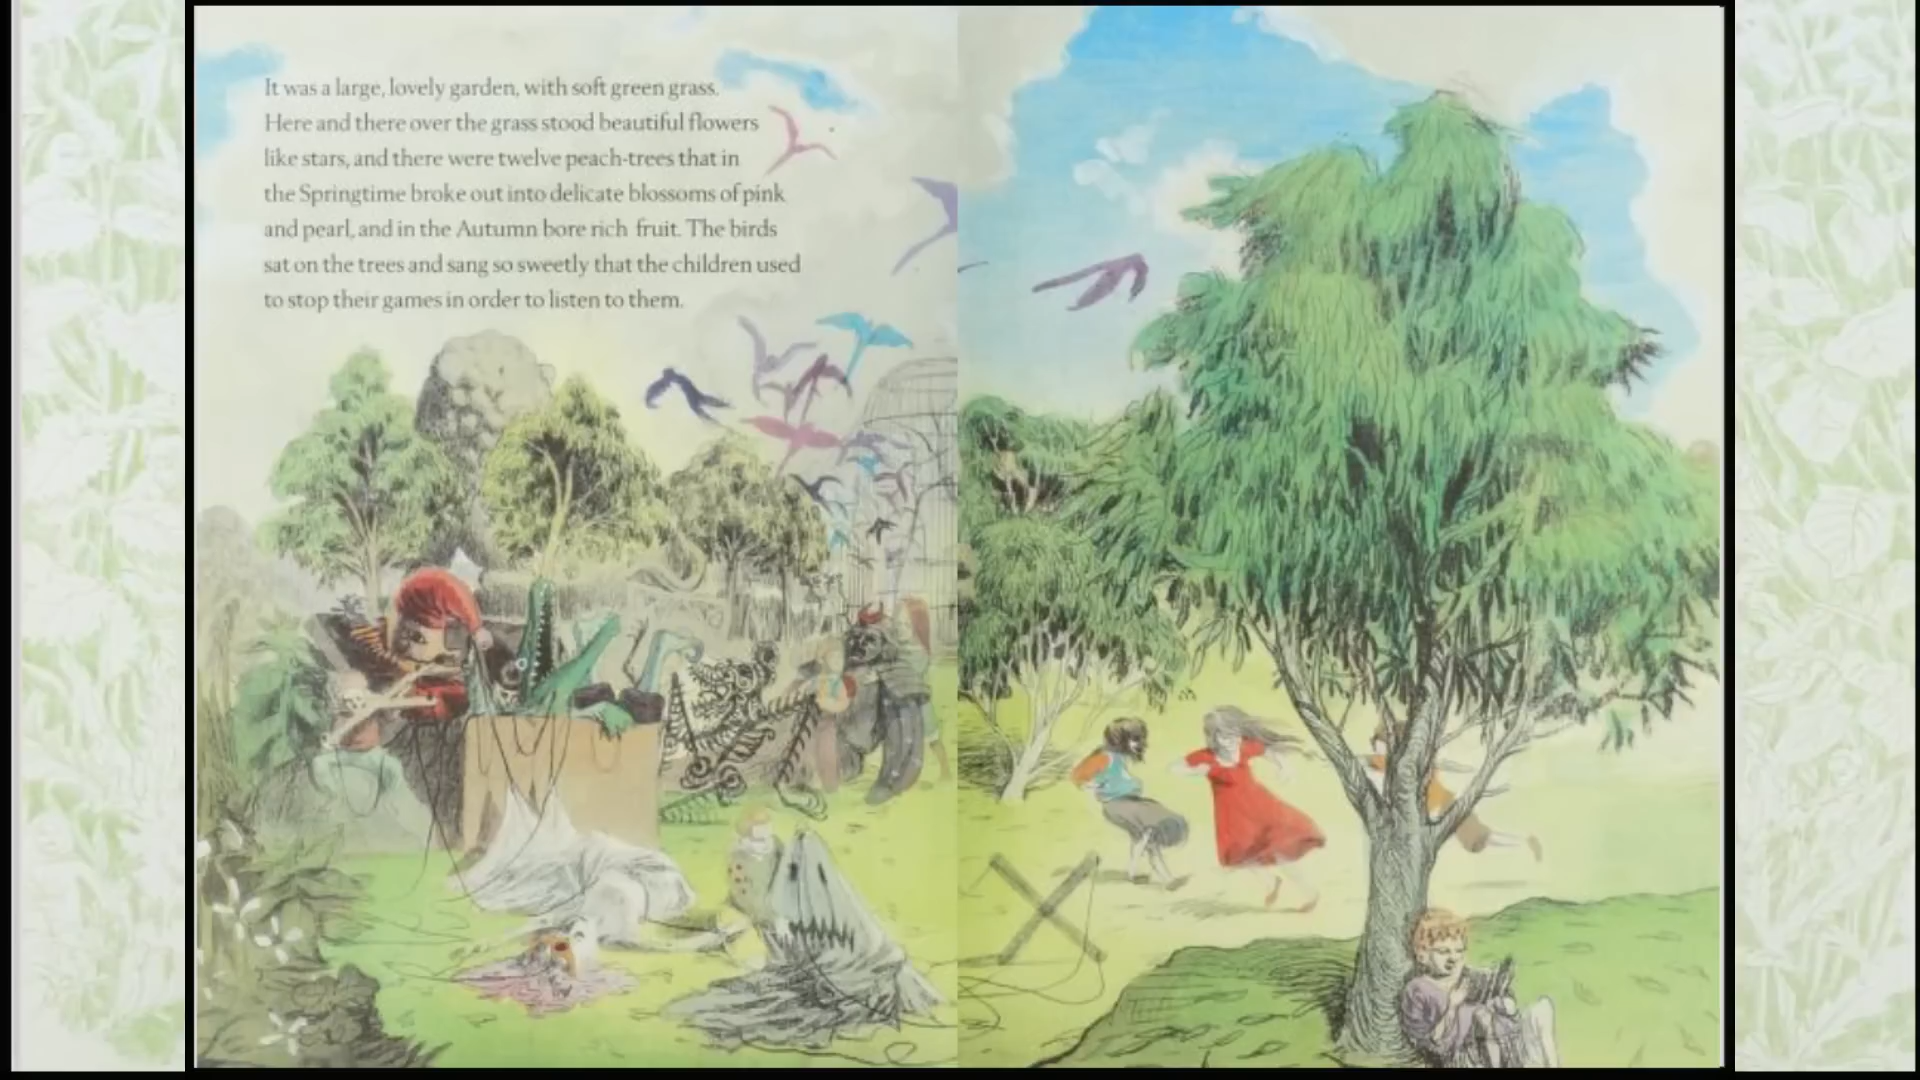 It was a large, lovely garden, with soft green grass.
Here and there over the grass stood beautiful flowers
like stars, and there were twelve peach-trees that in
the Springtime broke out into delicate blossoms of pink
and pearl, and in the Autumn bore rich fruit. The birds
sat on the trees and sang so sweetly that the children used
to stop their games in order to listen to them.